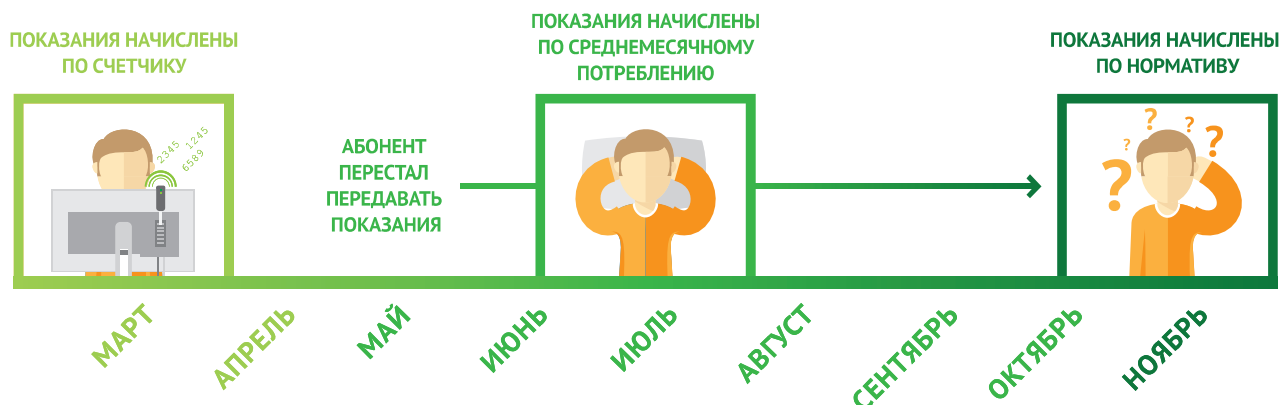 ПОКАЗАНИЯ НАЧИСЛЕНЫ
ПО СЧЕТЧИКУ
2345 1245
6589
АБОНЕНТ
ПЕРЕСТАЛ
ПЕРЕДАВАТЬ
ПОКАЗАНИЯ
ПОКАЗАНИЯ НАЧИСЛЕНЫ
ПО СРЕДНЕМЕСЯЧНОМУ
ПОТРЕБЛЕНИЮ
ПОКАЗАНИЯ НАЧИСЛЕНЫ
ПО НОРМАТИВУ
? ? ? ? ?
МАРТ
АПРЕЛЬ
МАЙ
ИЮНЬ
ИЮЛЬ
АВГУСТ
СЕНТЯБРЬ
ОКТЯБРЬ
НОЯБРЬ